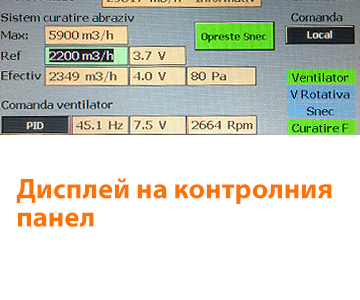 Informativ
Sistem curatire abraziv
Comanda
Max: 5900 m3/h Opreste Snec Local
Ref 2200 m3/h 3.7 V
Efectiv 2349 m3/h 4.0 V 80 Pa Ventilator
V Rotativa
Comanda ventilator Snec
PID 45.1 Hz 7.5 V 2664 Rpm Curatire F
Дисплей на контролния
панел